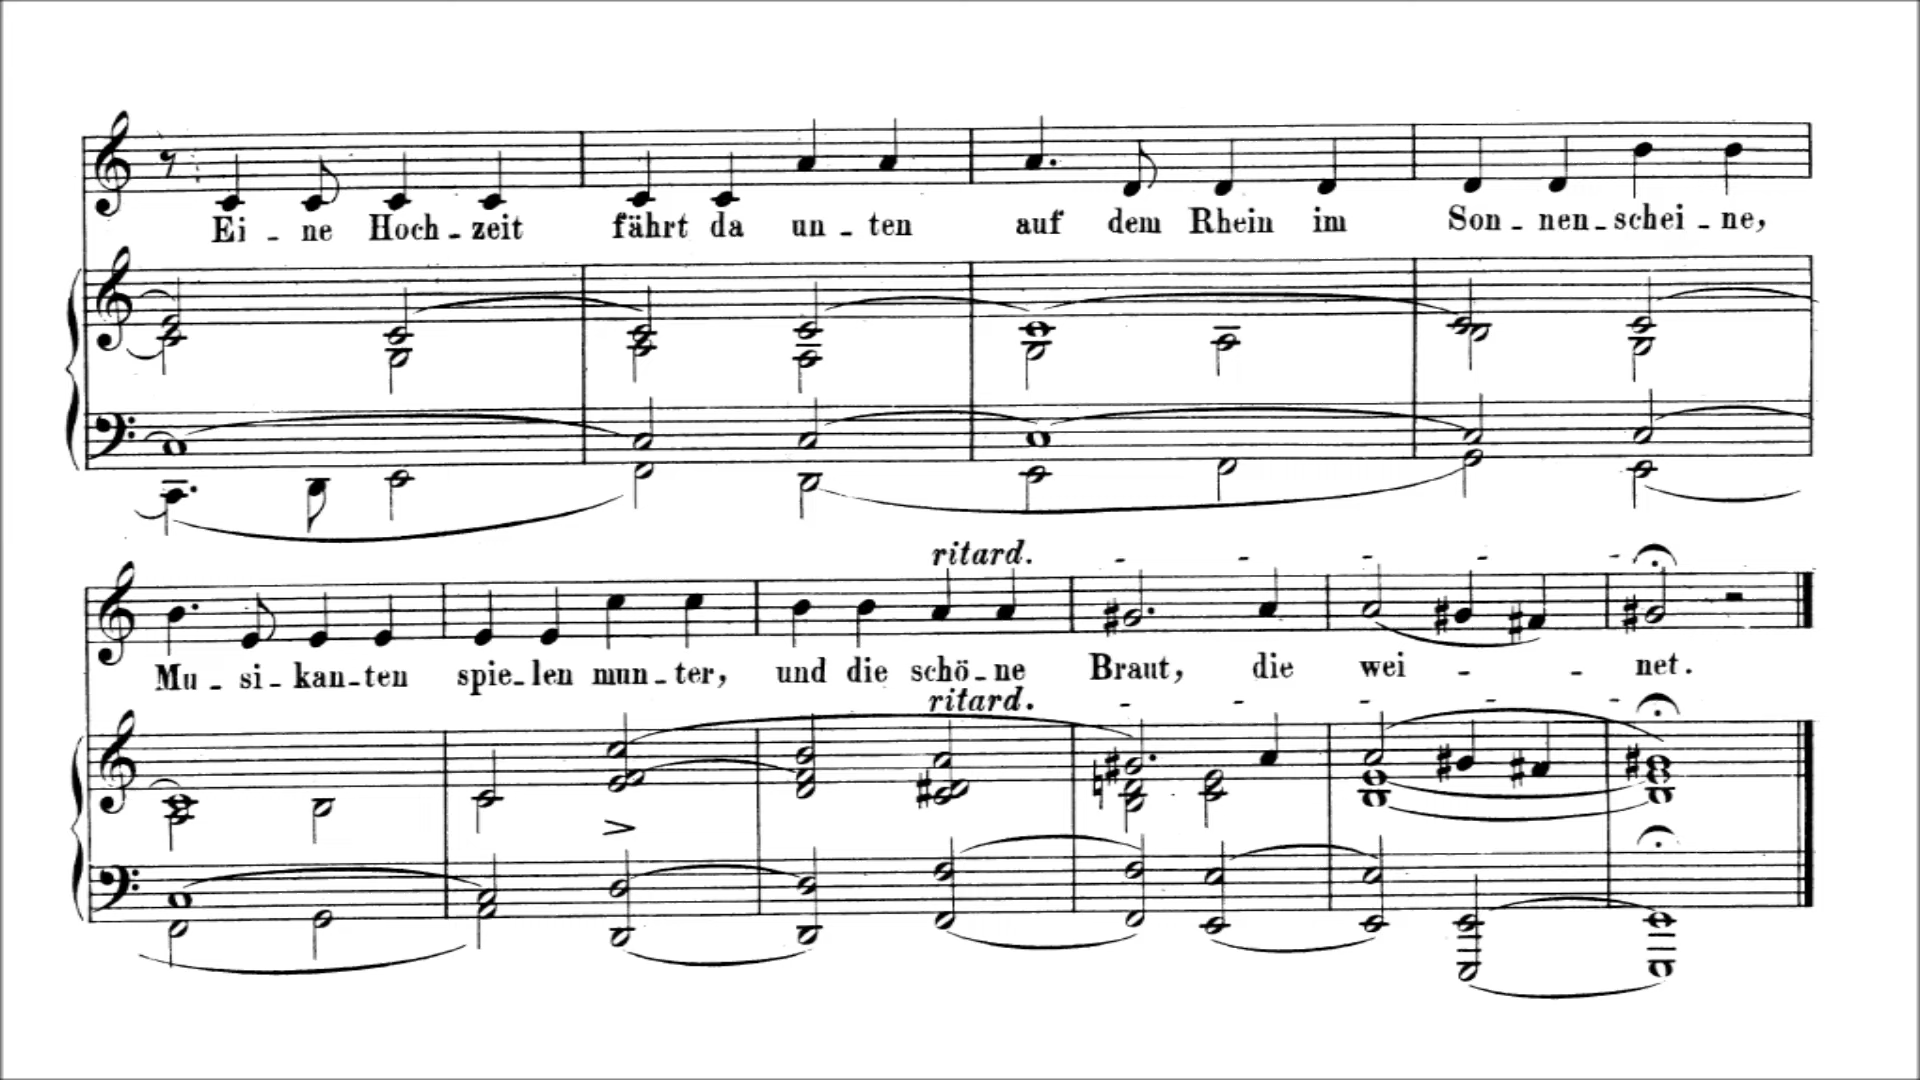 Ei - ne Hoch - zeit fährt da un - ten auf dem Rhein im Son - nen - schei - ne,
ritard. - - - - -
Mu - si - kan - ten spie - len mun - ter, und die schö - ne Braut, die wei - - net.
ritard. - - - - -